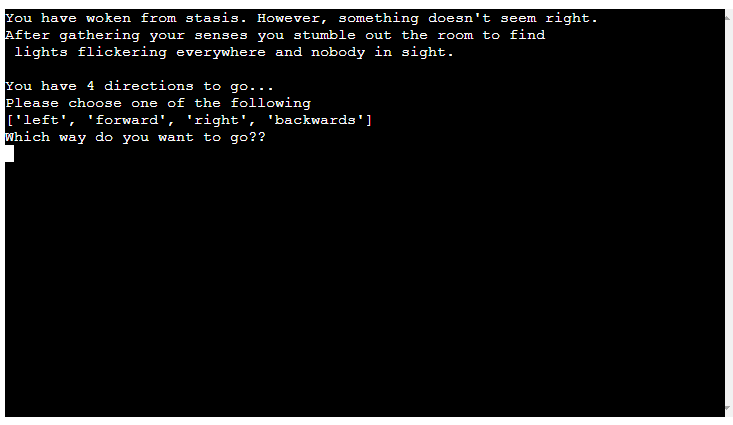 You have woken from stasis. However, something doesn't seem right.
After gathering your senses you stumble out the room to find
 lights flickering everywhere and nobody in sight.
You have 4 directions to go...
Please choose one of the following
['left', 'forward', 'right', 'backwards']
Which way do you want to go??